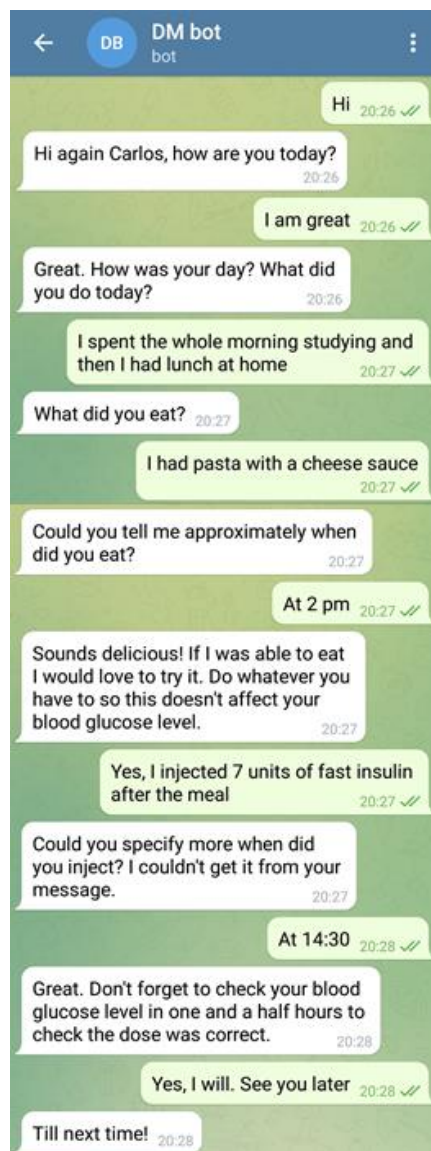 DB
DM bot
bot
Hi 20:26
Hi again Carlos, how are you today?
20:26
I am great 20:26
Great. How was your day? What did
you do today? 20:26
I spent the whole morning studying and
then I had lunch at home 20:27
What did you eat? 20:27
I had pasta with a cheese sauce
20:27
Could you tell me approximately when
did you eat? 20:27
At 2 pm 20:27
Sounds delicious! If I was able to eat
I would love to try it. Do whatever you
have to so this doesn't affect your
blood glucose level. 20:27
Yes, I injected 7 units of fast insulin
after the meal 20:27
Could you specify more when did
you inject? I couldn't get it from your
message. 20:27
At 14:30 20:28
Great. Don't forget to check your blood
glucose level in one and a half hours to
check the dose was correct. 20:28
Yes, I will. See you later 20:28
Till next time! 20:28